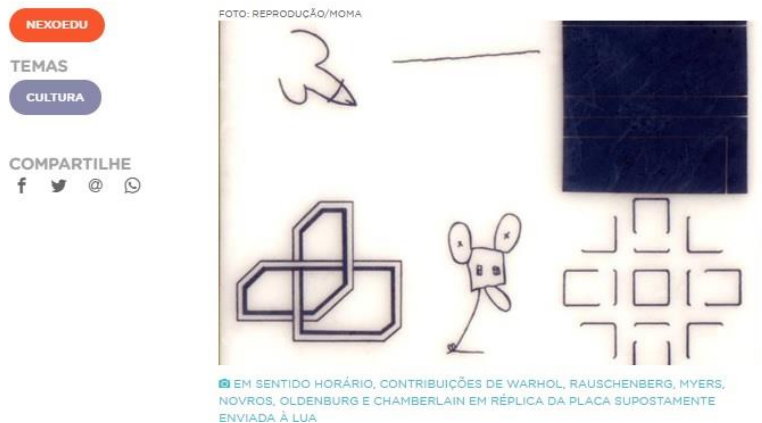 NEXOEDU
TEMAS
CULTURA
COMPARTILHE
FOTO: REPRODUÇÃO/MOMA
EM SENTIDO HORÁRIO, CONTRIBUIÇÕES DE WARHOL, RAUSCHENBERG, MYERS,
NOVROS, OLDENBURG E CHAMBERLAIN EM RÉPLICA DA PLACA SUPOSTAMENTE
ENVIADA À LUA